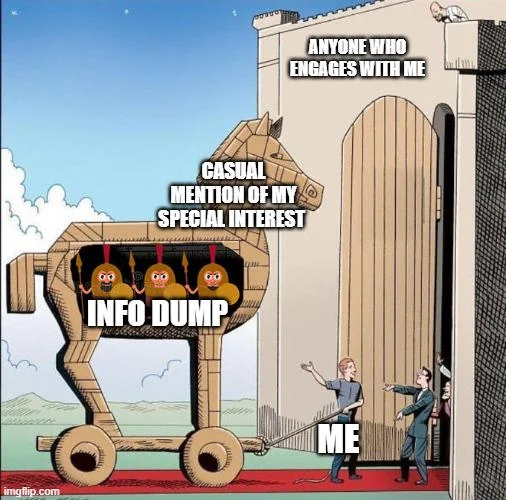 ANYONE WHO
ENGAGES WITH ME
CASUAL
MENTION OF MY
SPECIAL INTEREST
INFO DUMP
ME
imgflip.com